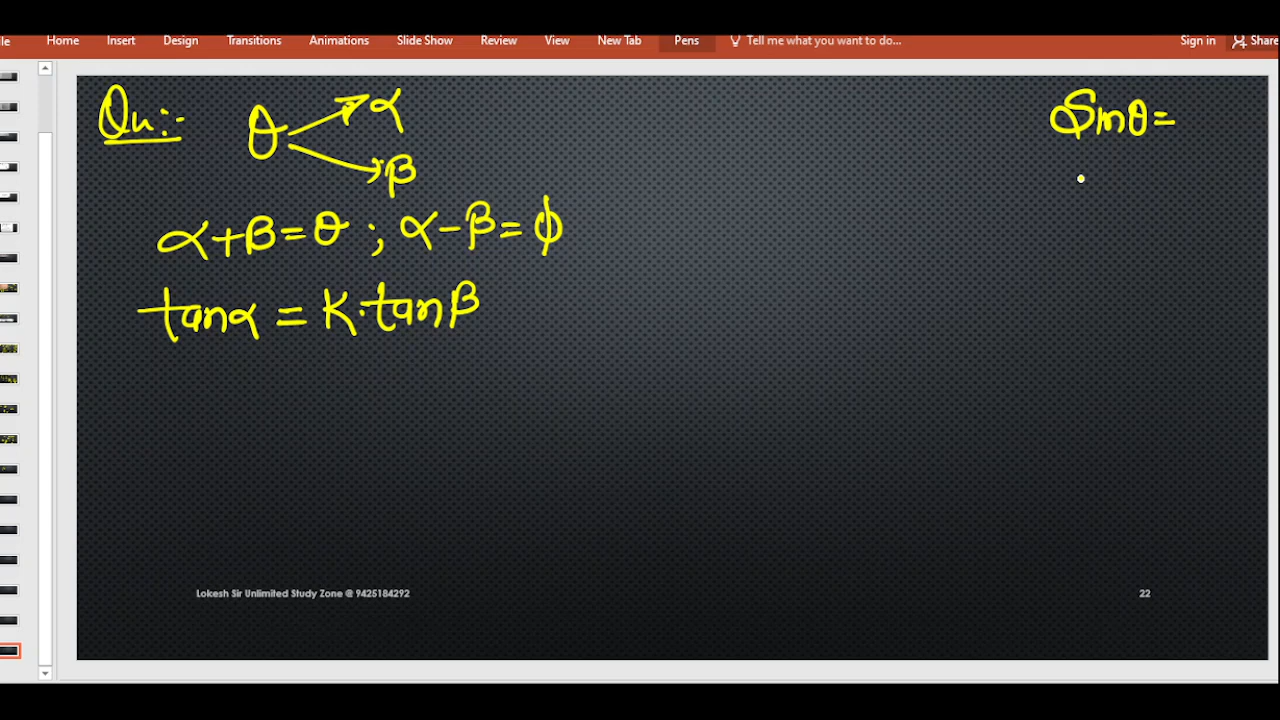 le Home Insert Design Transitions Animations Slide Show Review View New Tab Pens Tell me what you want to do... Sign in Share
Qu:- θ → α
→ β
Sinθ=
α+β=θ ; α-β=ϕ
tanα = K·tanβ
Lokesh Sir Unlimited Study Zone @ 9425184292 22